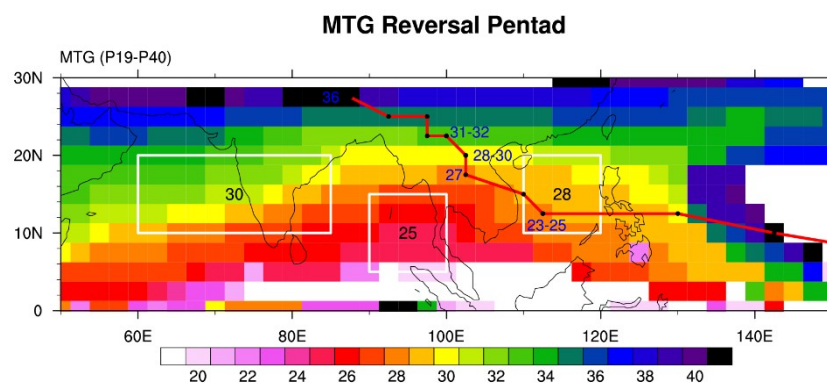 MTG Reversal Pentad
MTG (P19-P40)
30N
36
31-32
20N
28-30
27
30
28
23-25
25
10N
0
60E 80E 100E 120E 140E
20 22 24 26 28 30 32 34 36 38 40